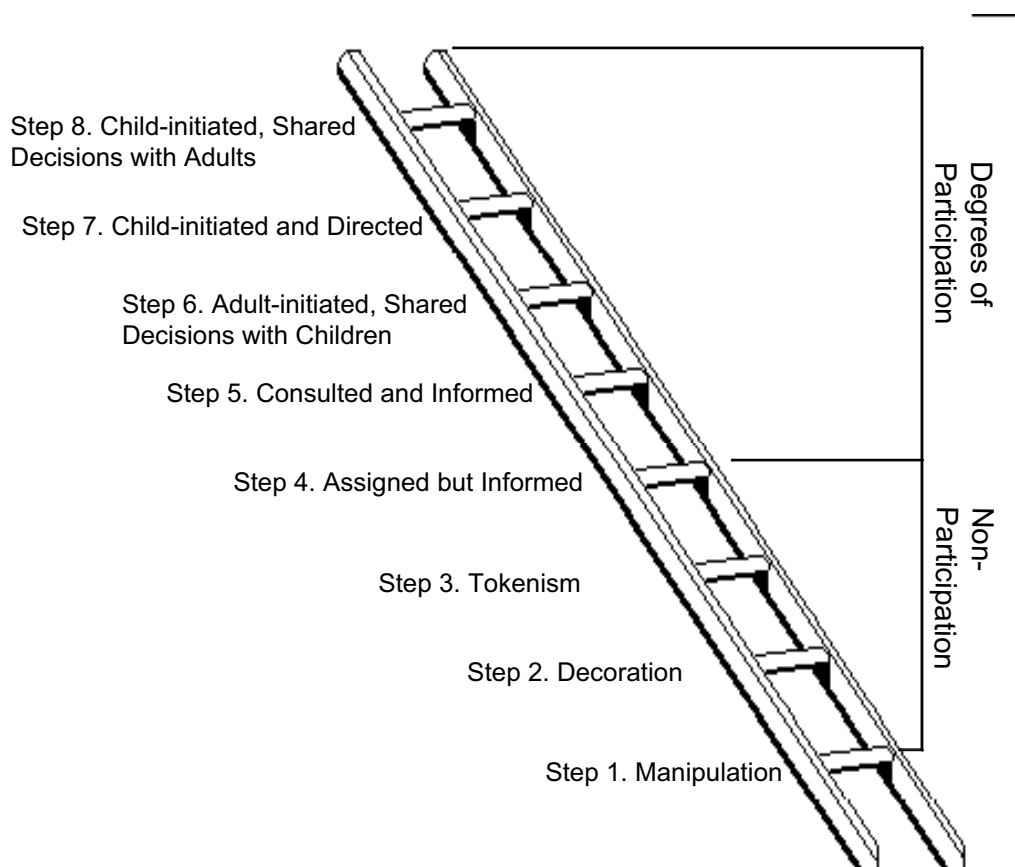 Step 8. Child-initiated, Shared
Decisions with Adults
Step 7. Child-initiated and Directed
Step 6. Adult-initiated, Shared
Decisions with Children
Step 5. Consulted and Informed
Step 4. Assigned but Informed
Step 3. Tokenism
Step 2. Decoration
Step 1. Manipulation
Degrees of
Participation
Non-
Participation